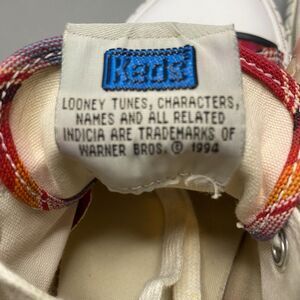 Keds
LOONEY TUNES, CHARACTERS,
NAMES AND ALL RELATED
INDICIA ARE TRADEMARKS OF
WARNER BROS. © 1994